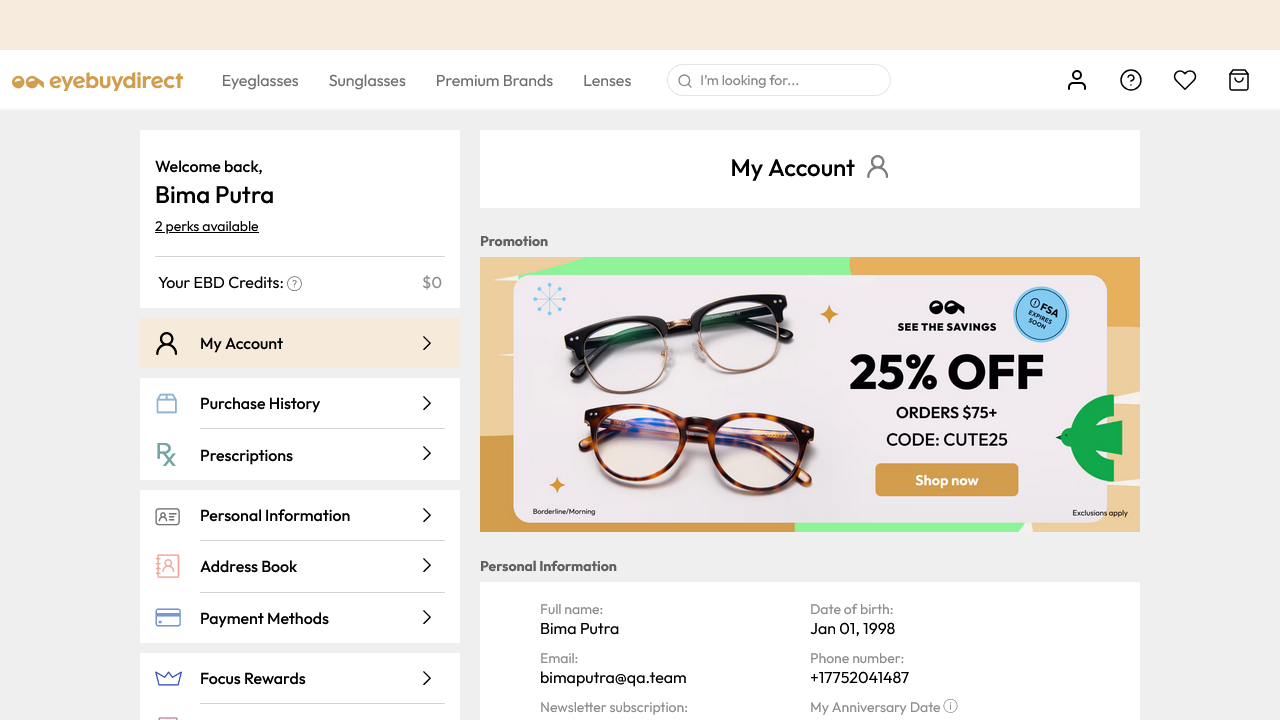 eyebuydirect
Eyeglasses
Sunglasses
Premium Brands
Lenses
I'm looking for...
Welcome back,
Bima Putra
2 perks available
Your EBD Credits:
$0
My Account
Purchase History
Prescriptions
Personal Information
Address Book
Payment Methods
Focus Rewards
My Account
Promotion
SEE THE SAVINGS
FSA
EXPIRES
SOON
25% OFF
ORDERS $75+
CODE: CUTE25
Shop now
Borderline/Morning
Exclusions apply
Personal Information
Full name:
Bima Putra
Date of birth:
Jan 01, 1998
Email:
bimaputra@qa.team
Phone number:
+17752041487
Newsletter subscription:
My Anniversary Date